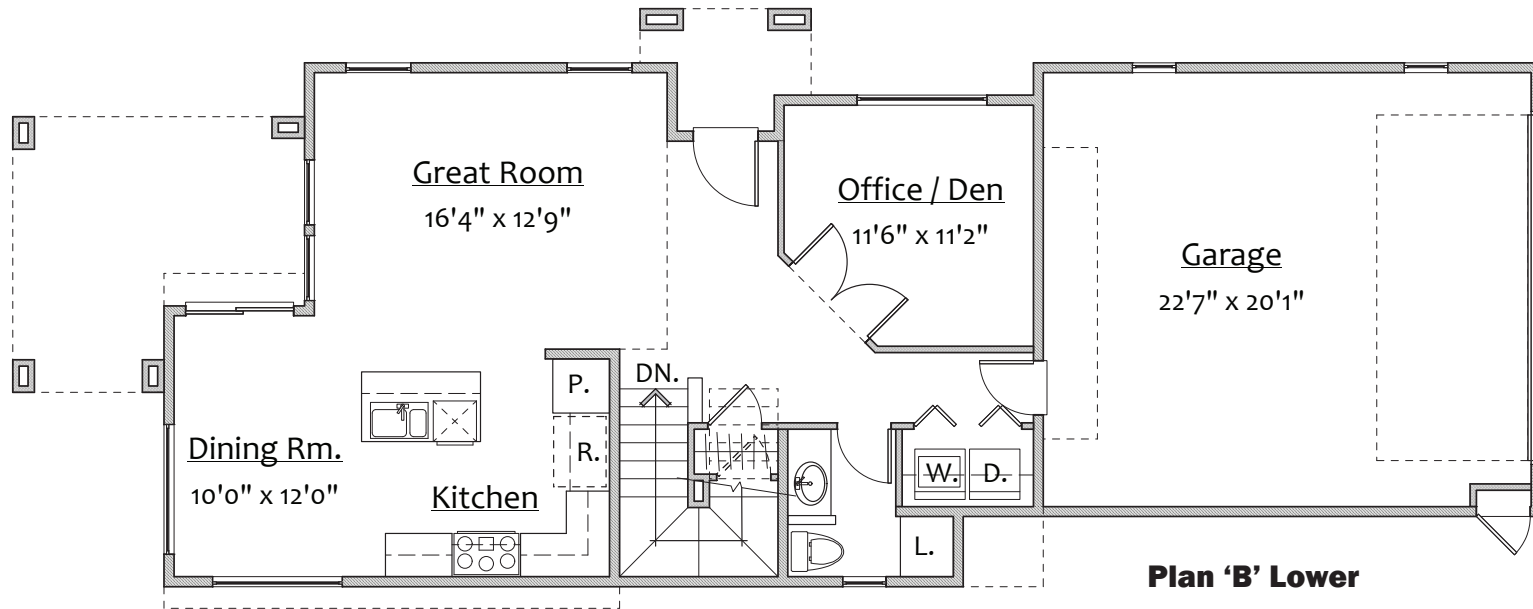 Great Room
16'4" x 12'9"
Office / Den
11'6" x 11'2"
Garage
22'7" x 20'1"
DN.
P.
R.
Dining Rm.
10'0" x 12'0"
Kitchen
W.
D.
L.
Plan ‘B’ Lower